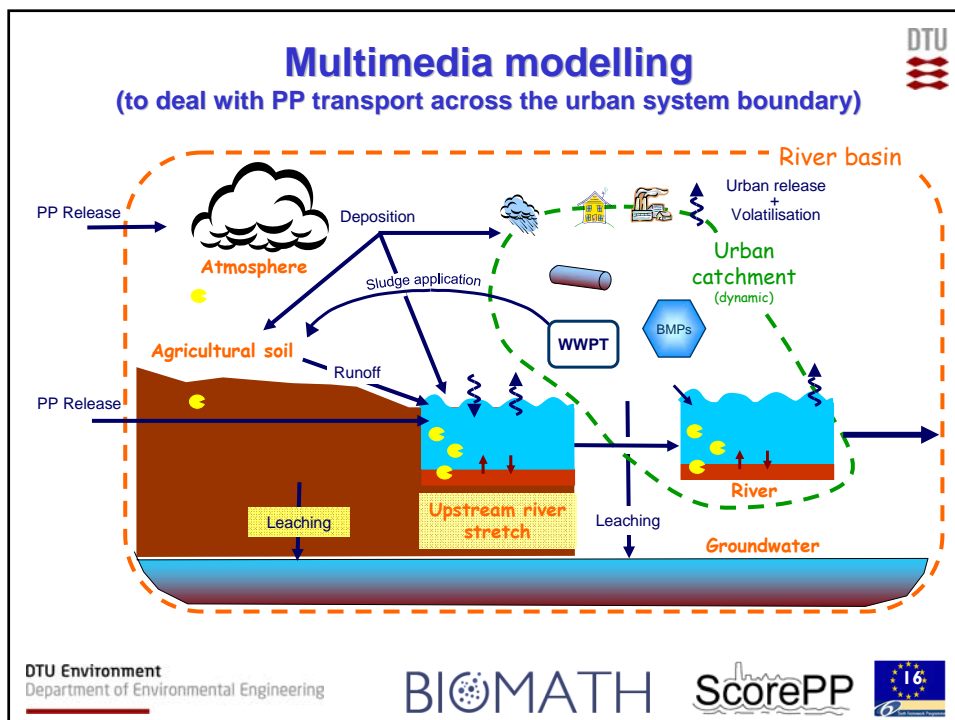 Multimedia modelling
(to deal with PP transport across the urban system boundary)
DTU
River basin
Urban release
+
Volatilisation
PP Release
Deposition
Atmosphere
Urban
catchment
(dynamic)
Sludge application
BMPs
WWPT
Agricultural soil
Runoff
PP Release
Upstream river
stretch
River
Leaching
Leaching
Groundwater
DTU Environment
Department of Environmental Engineering
BIOMATH
ScorePP
16
6